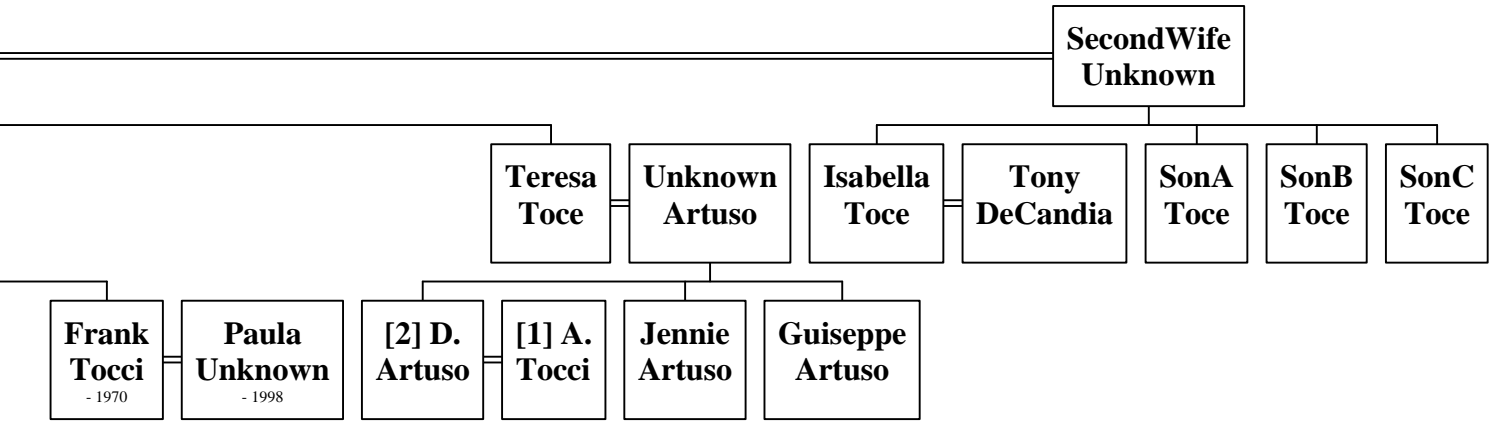 SecondWife
Unknown
Teresa
Toce
Unknown
Artuso
Isabella
Toce
Tony
DeCandia
SonA
Toce
SonB
Toce
SonC
Toce
Frank
Tocci
- 1970
Paula
Unknown
- 1998
[2] D.
Artuso
[1] A.
Tocci
Jennie
Artuso
Guiseppe
Artuso